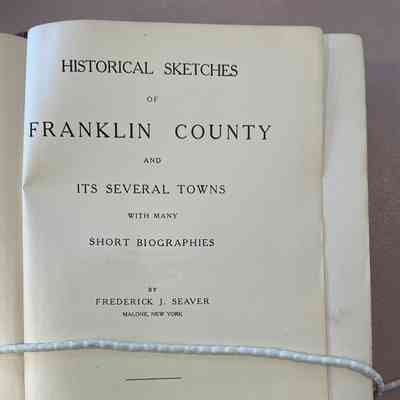 HISTORICAL SKETCHES
OF
FRANKLIN COUNTY
AND
ITS SEVERAL TOWNS
WITH MANY
SHORT BIOGRAPHIES
BY
FREDERICK J. SEAVER
MALONE, NEW YORK